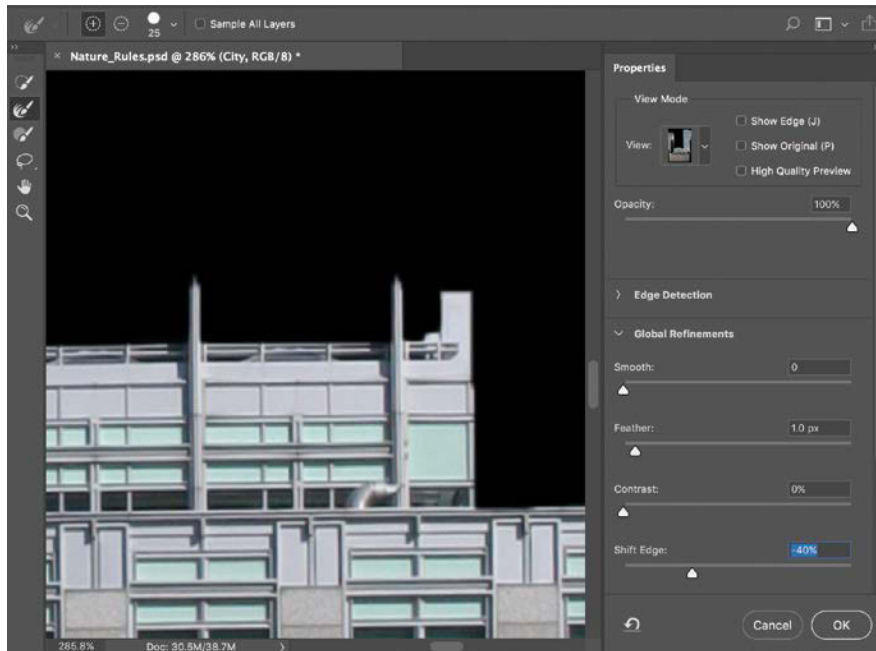 25
Sample All Layers
× Nature_Rules.psd @ 286% (City, RGB/8) *
Properties
View Mode
Show Edge (J)
View:
Show Original (P)
High Quality Preview
Opacity:
100%
Edge Detection
Global Refinements
Smooth:
0
Feather:
1.0 px
Contrast:
0%
Shift Edge:
-40%
Cancel
OK
285.8%
Doc: 30.5M/38.7M